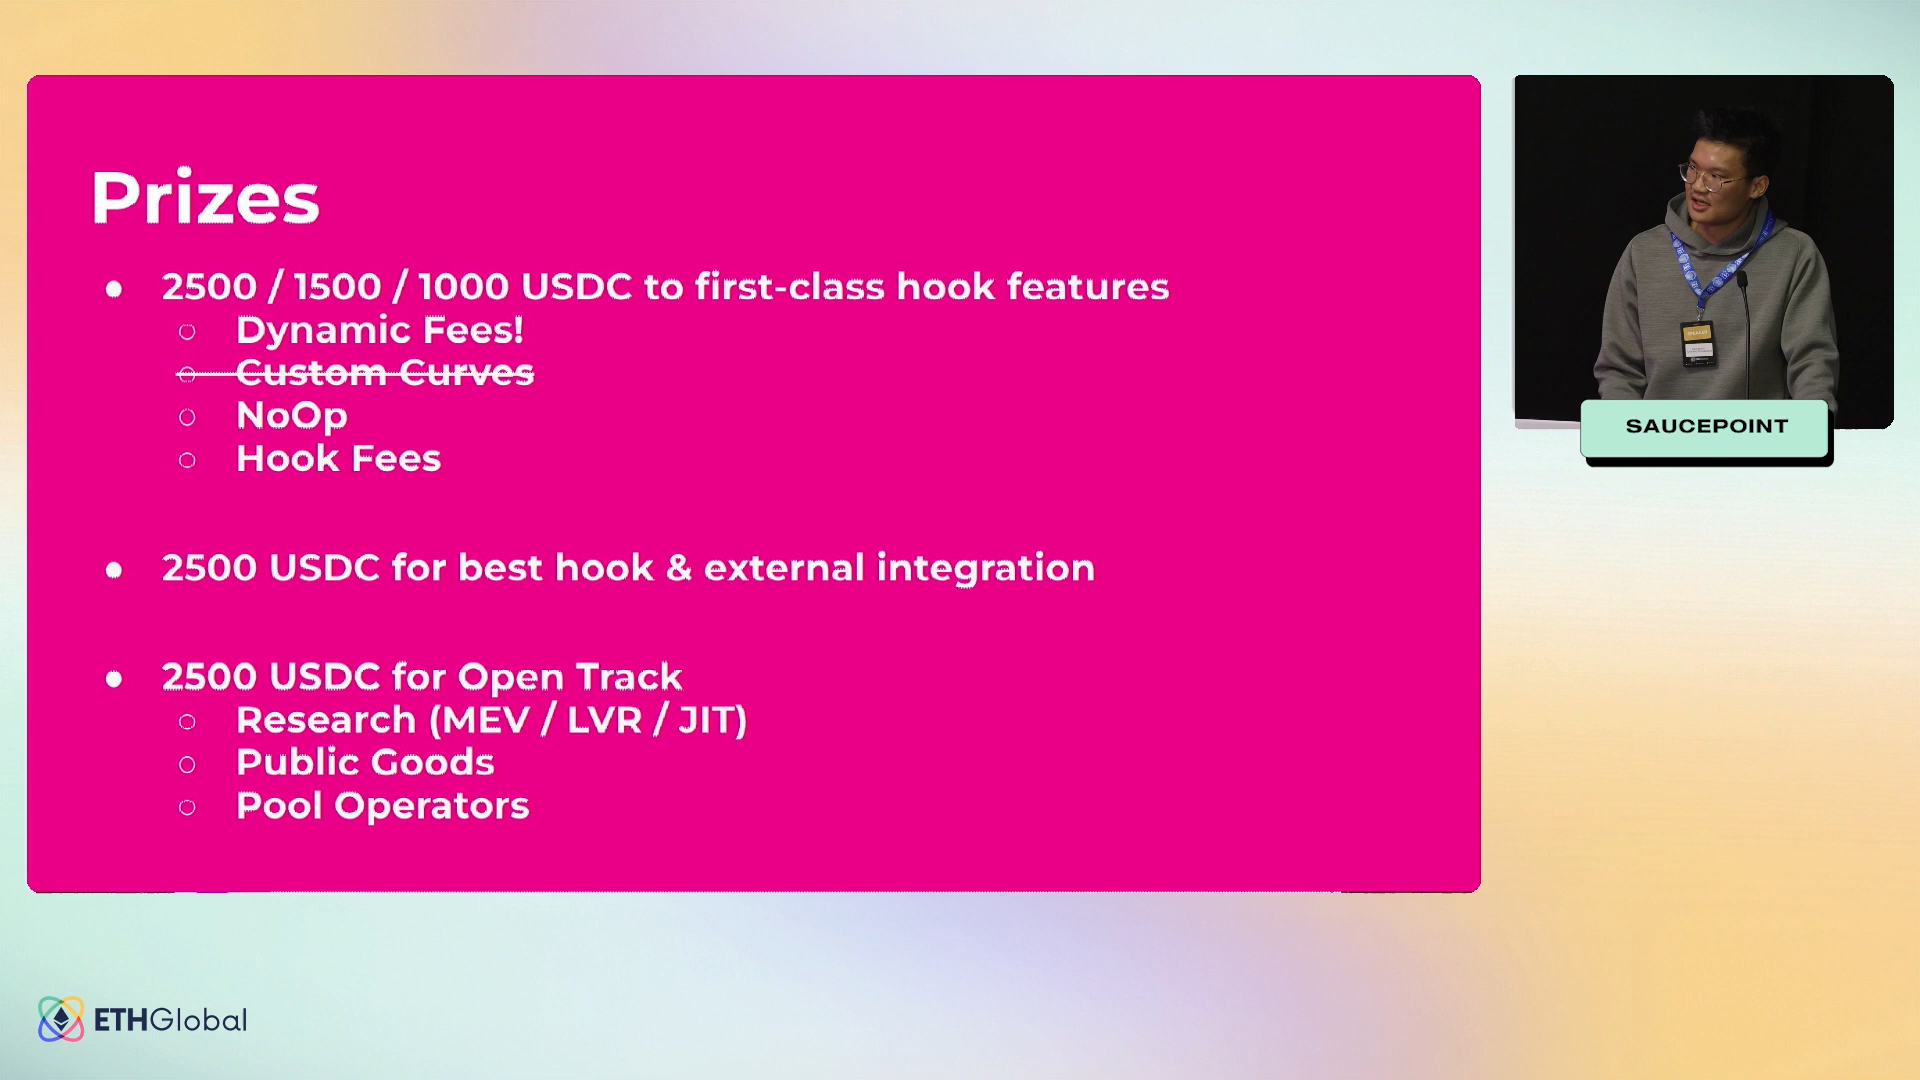 Prizes
2500 / 1500 / 1000 USDC to first-class hook features
Dynamic Fees!
Custom Curves
NoOp
Hook Fees
2500 USDC for best hook & external integration
2500 USDC for Open Track
Research (MEV / LVR / JIT)
Public Goods
Pool Operators
SAUCEPOINT
ETHGlobal